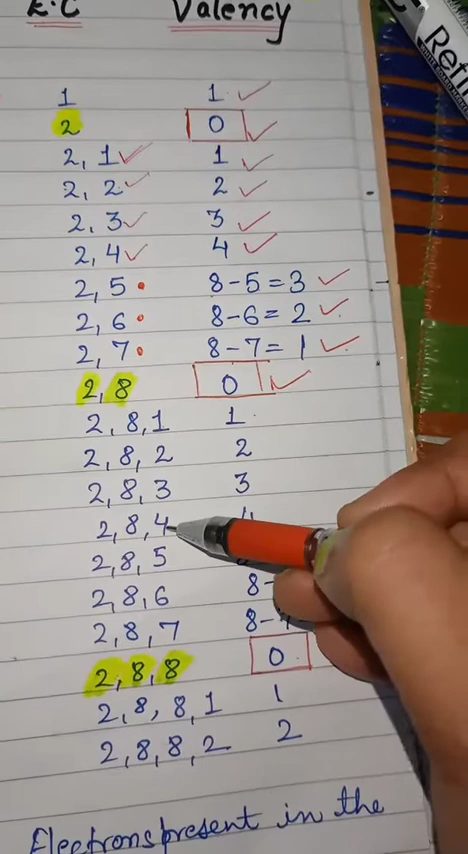 E.C Valency
1 1 ✓
2 0 ✓
2, 1 ✓ 1 ✓
2, 2 ✓ 2 ✓
2, 3 ✓ 3 ✓
2, 4 ✓ 4 ✓
2, 5 • 8-5=3 ✓
2, 6 • 8-6=2 ✓
2, 7 • 8-7=1 ✓
2, 8 0 ✓
2, 8, 1 1
2, 8, 2 2
2, 8, 3 3
2, 8, 4
2, 8, 5
2, 8, 6 8-
2, 8, 7 8-
2, 8, 8 0
2, 8, 8, 1 1
2, 8, 8, 2 2
Electrons present in the